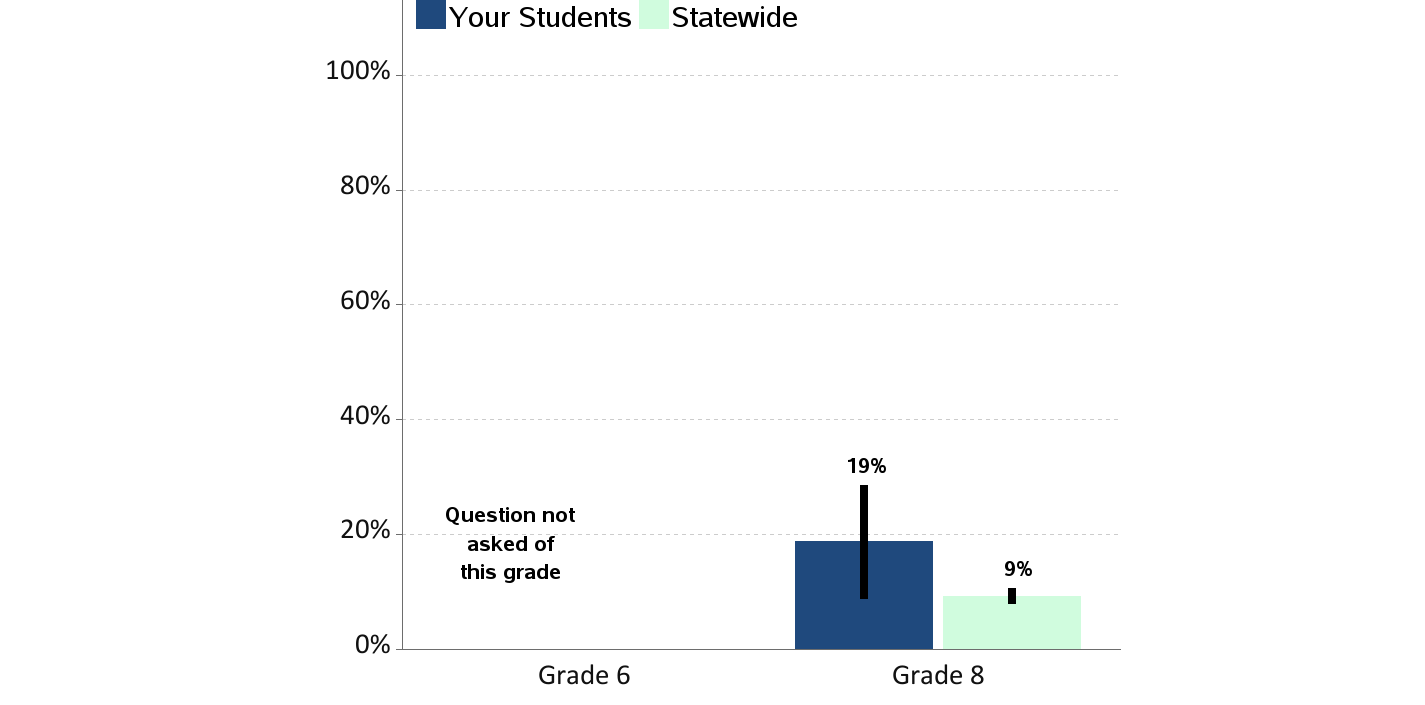 Your Students Statewide
100%
80%
60%
40%
20%
0%
19%
9%
Question not
asked of
this grade
Grade 6 Grade 8